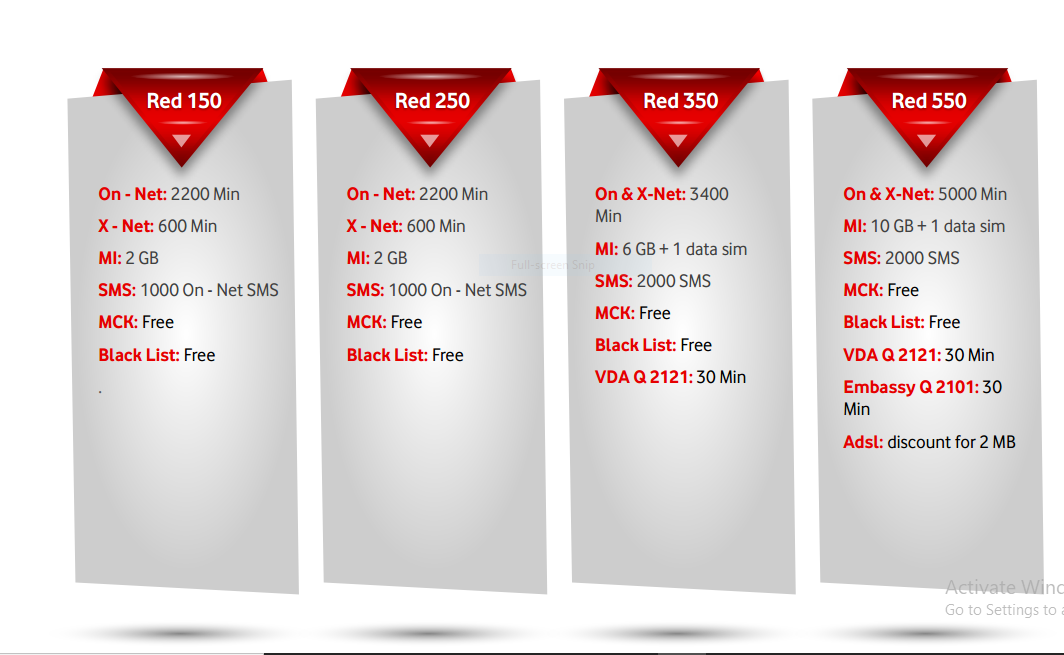 Red 150
On - Net: 2200 Min
X - Net: 600 Min
MI: 2 GB
SMS: 1000 On - Net SMS
MCK: Free
Black List: Free
.
Red 250
On - Net: 2200 Min
X - Net: 600 Min
MI: 2 GB
SMS: 1000 On - Net SMS
MCK: Free
Black List: Free
Full-screen Snip
Red 350
On & X-Net: 3400
Min
MI: 6 GB + 1 data sim
SMS: 2000 SMS
MCK: Free
Black List: Free
VDA Q 2121: 30 Min
Red 550
On & X-Net: 5000 Min
MI: 10 GB + 1 data sim
SMS: 2000 SMS
MCK: Free
Black List: Free
VDA Q 2121: 30 Min
Embassy Q 2101: 30
Min
Adsl: discount for 2 MB
Activate Wind
Go to Settings to a